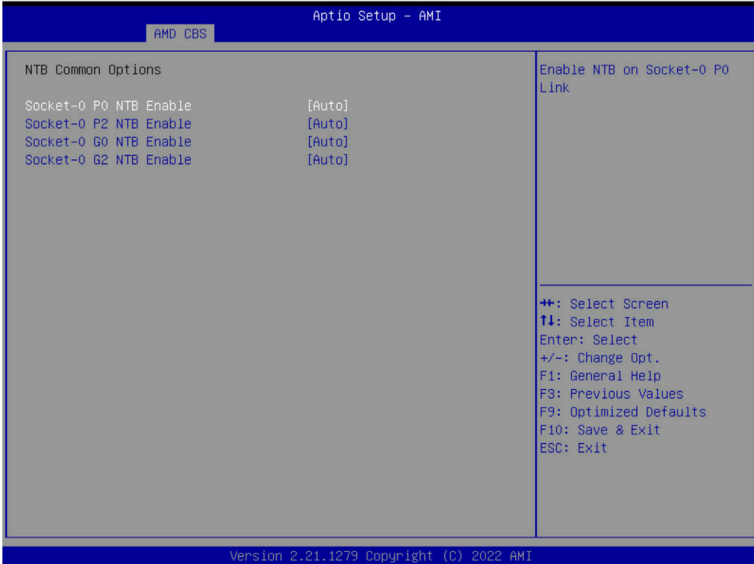 Aptio Setup - AMI
AMD CBS
NTB Common Options
Socket-0 P0 NTB Enable [Auto]
Socket-0 P2 NTB Enable [Auto]
Socket-0 G0 NTB Enable [Auto]
Socket-0 G2 NTB Enable [Auto]
Enable NTB on Socket-0 P0
Link
→←: Select Screen
↑↓: Select Item
Enter: Select
+/-: Change Opt.
F1: General Help
F3: Previous Values
F9: Optimized Defaults
F10: Save & Exit
ESC: Exit
Version 2.21.1279 Copyright (C) 2022 AMI